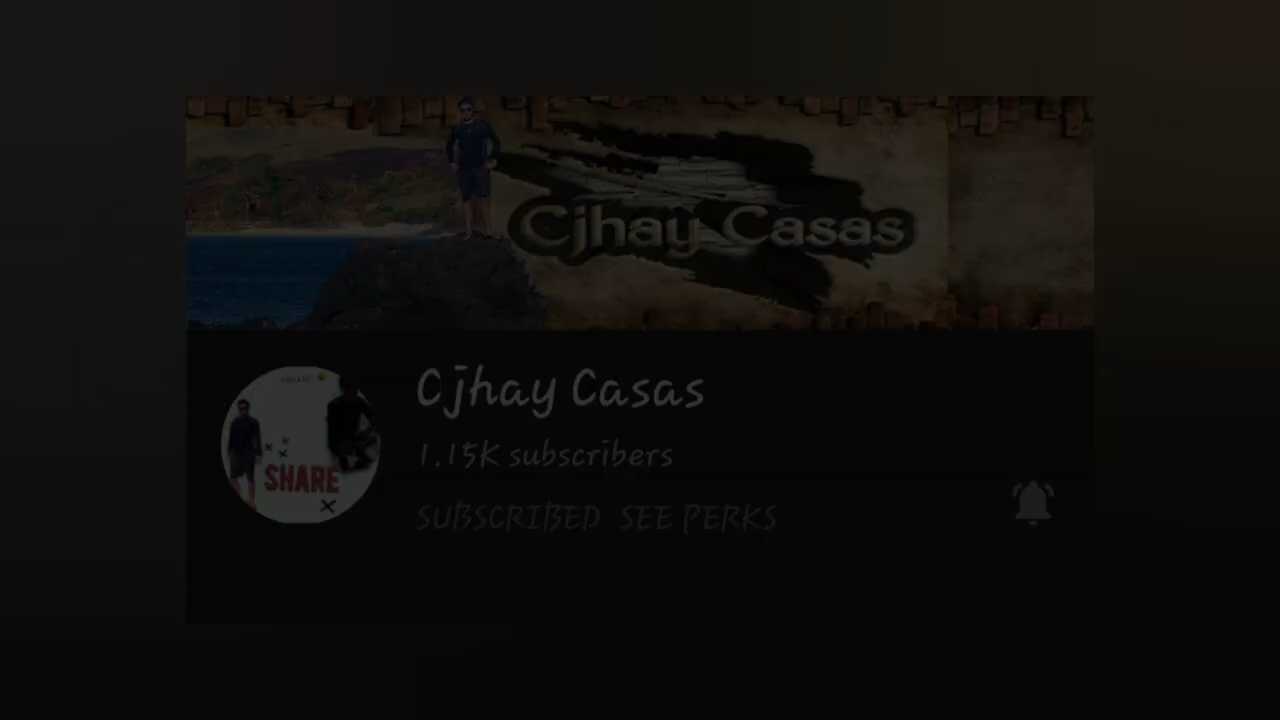 Cjhay Casas
Cjhay Casas
1.15K subscribers
SHARE
SUBSCRIBED SEE PERKS